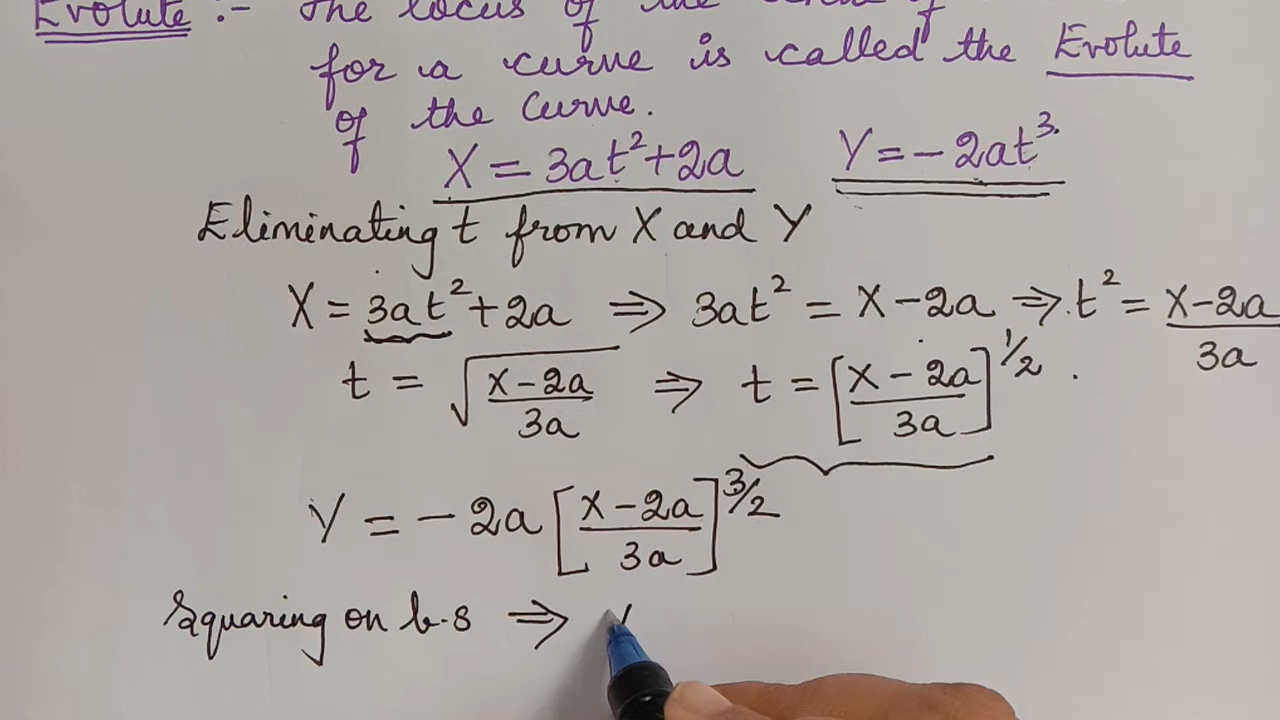 Evolute :- The locus of the of
for a curve is called the Evolute
of the Curve.
X = 3at²+2a Y = -2at³.
Eliminating t from X and Y
X = 3at²+2a ⇒ 3at² = X-2a ⇒ t² = X-2a/3a
t = √(X-2a/3a) ⇒ t = [X-2a/3a]^1/2.
Y = -2a [X-2a/3a]^3/2
Squaring on b.s ⇒